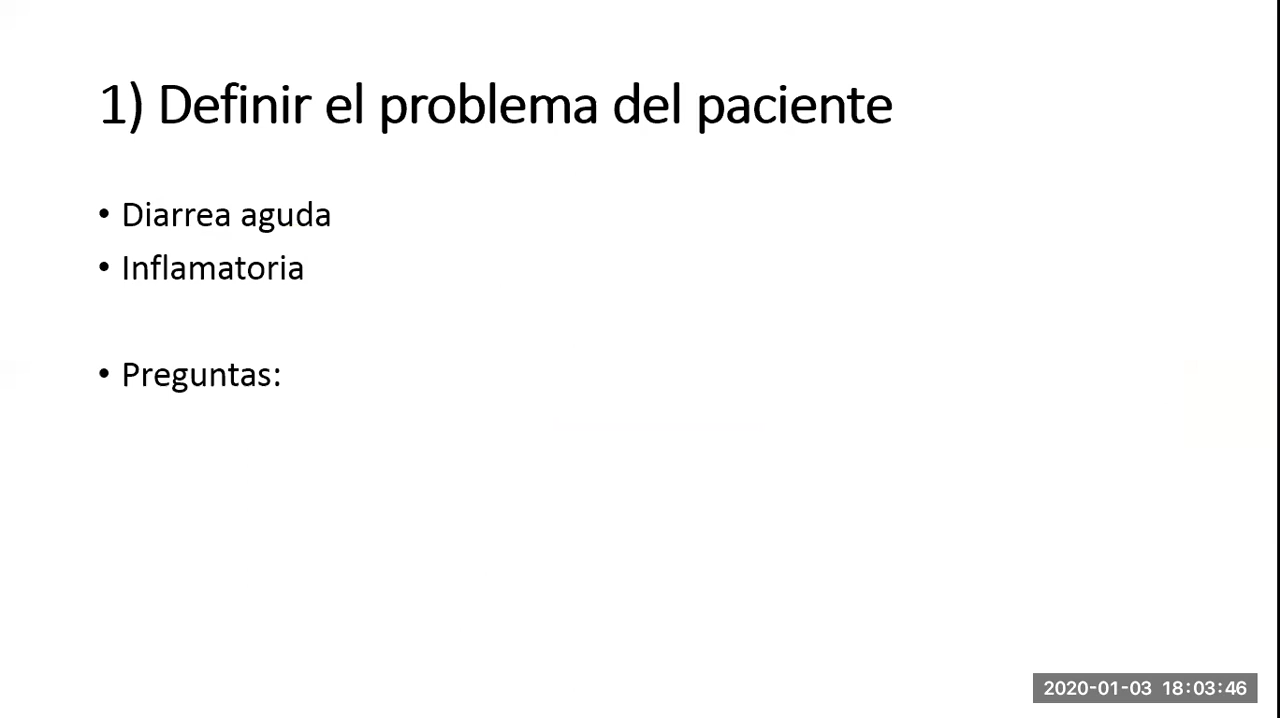 1) Definir el problema del paciente
• Diarrea aguda
• Inflamatoria
• Preguntas:
2020-01-03 18:03:46